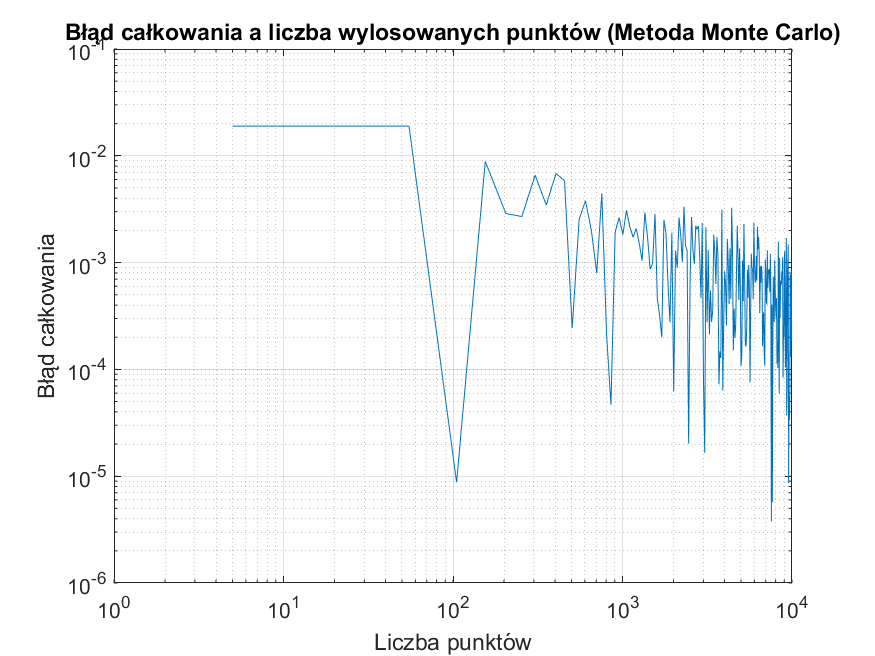 Błąd całkowania a liczba wylosowanych punktów (Metoda Monte Carlo)
10^-1
10^-2
10^-3
10^-4
10^-5
10^-6
Błąd całkowania
10^0 10^1 10^2 10^3 10^4
Liczba punktów